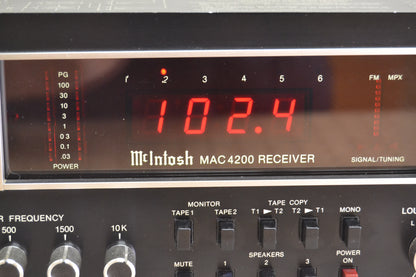 PG
100
30
10
3
1
0 3
0.1
.03
POWER
1 2 3 4 5 6
FM MPX
102.4
McIntosh MAC 4200 RECEIVER
SIGNAL/TUNING
R FREQUENCY
500 1500 10K
MONITOR
TAPE 1 TAPE 2
TAPE COPY
T1 ► T2 T2 ► T1
MONO
LOU
MUTE
SPEAKERS
1 2 3
POWER
ON